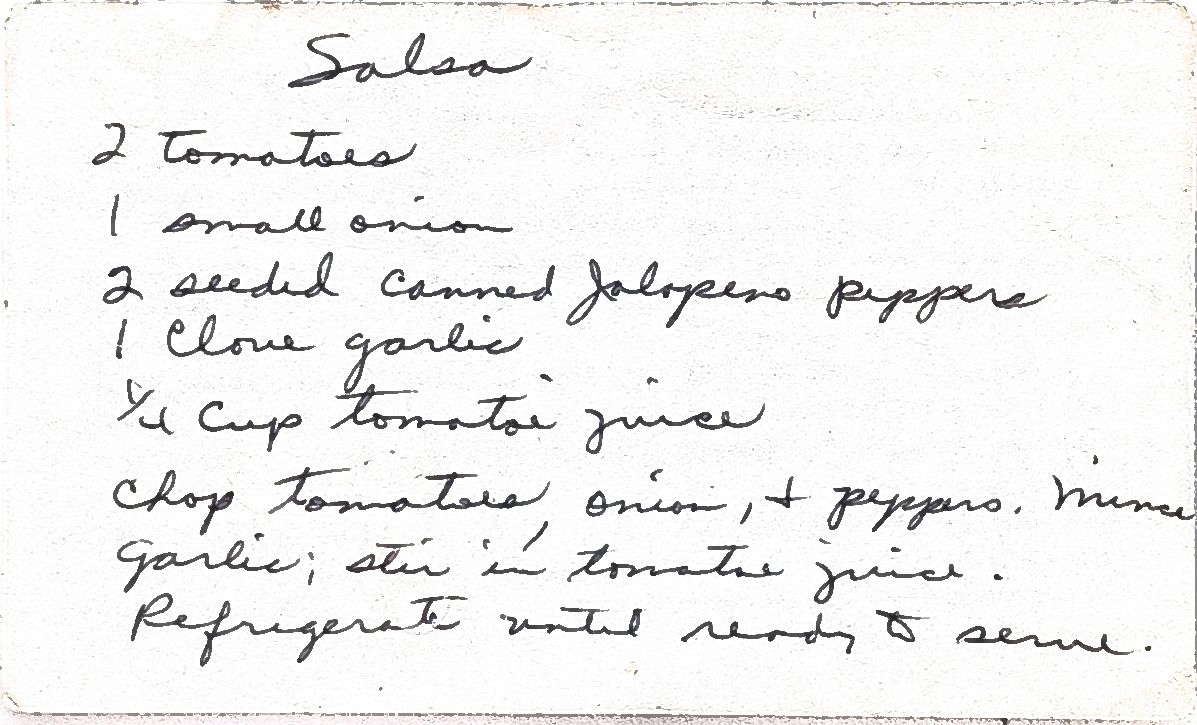 Salsa
2 tomatoes
1 small onion
2 seeded canned Jalapeno peppers
1 Clove garlic
1/4 Cup tomatoe juice
Chop tomatoes, onion, + peppers. Mince
garlic; stir in tomatoe juice.
Refrigerate until ready to serve.